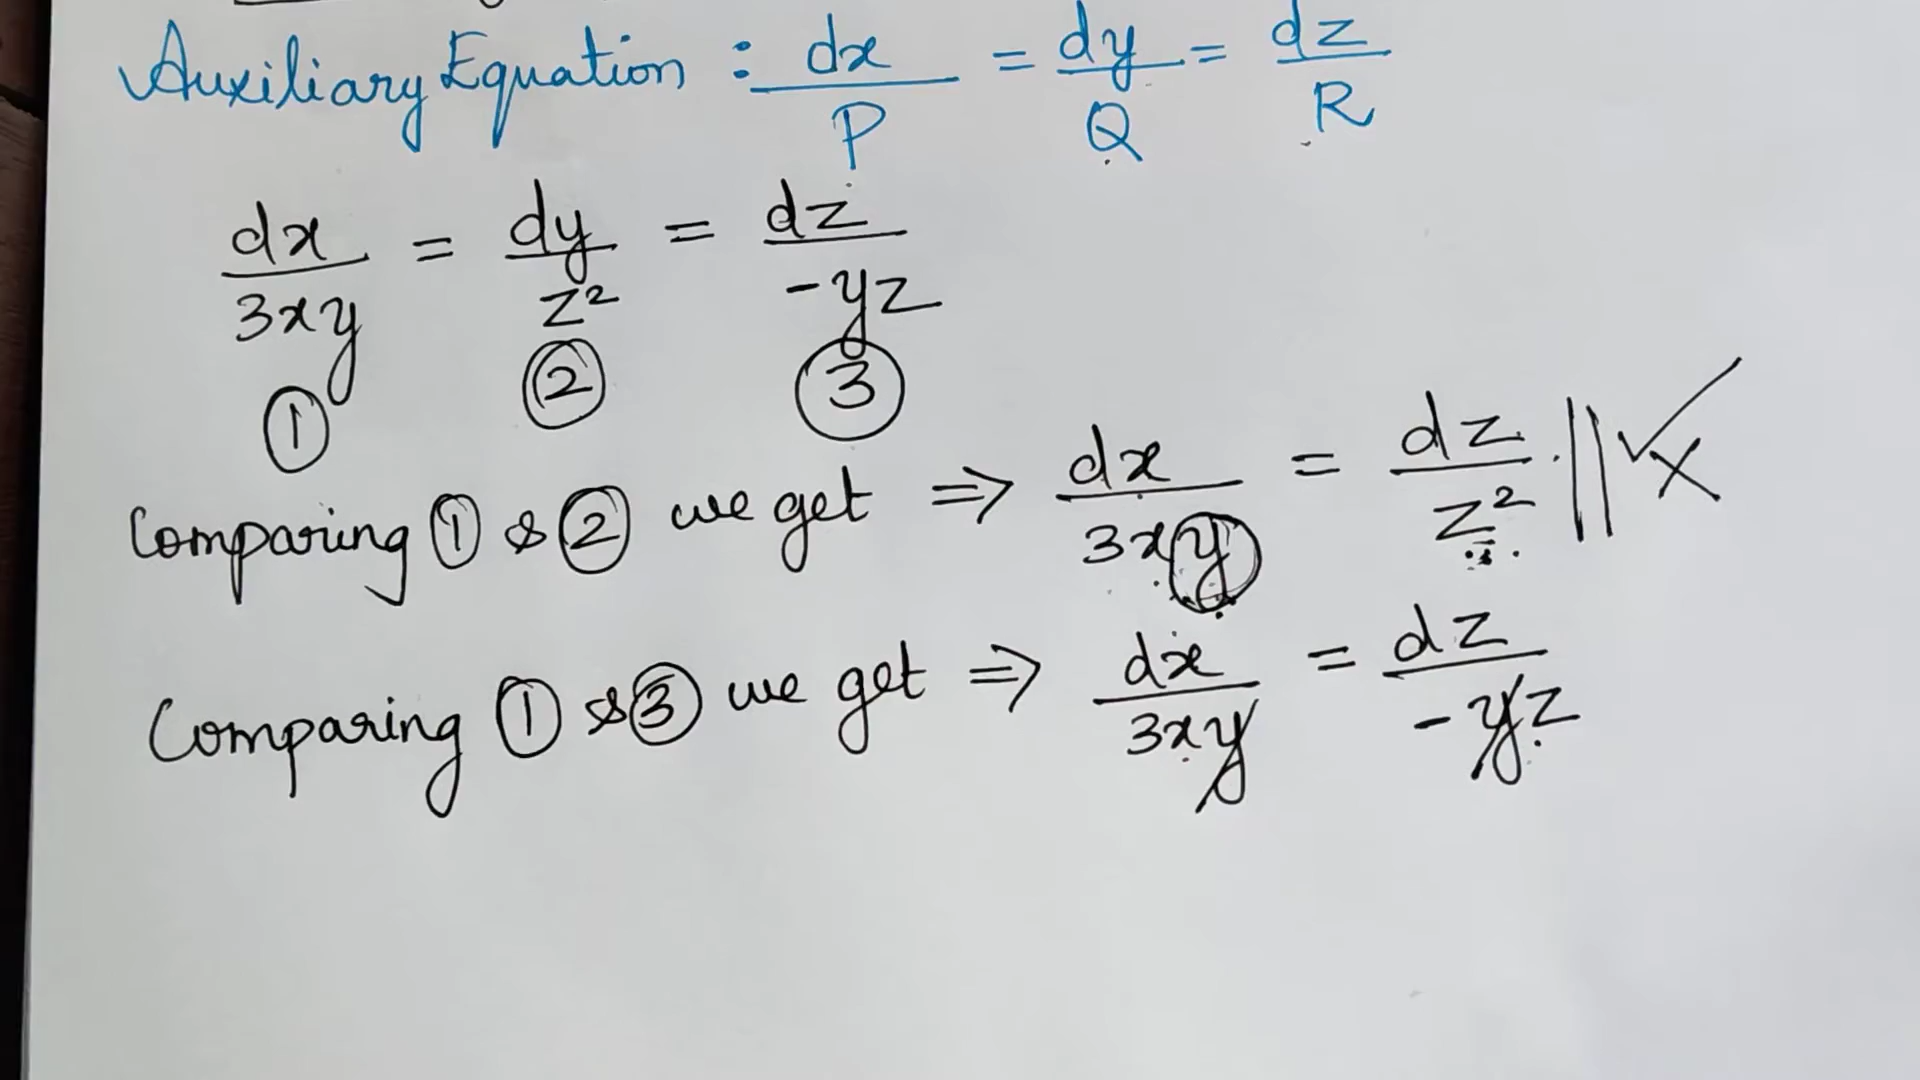 Auxiliary Equation : dx/P = dy/Q = dz/R
dx/3xy = dy/z² = dz/-yz
① ② ③
Comparing ① & ② we get ⇒ dx/3xy = dz/z² . || ✓ x
Comparing ① & ③ we get ⇒ dx/3xy = dz/-yz